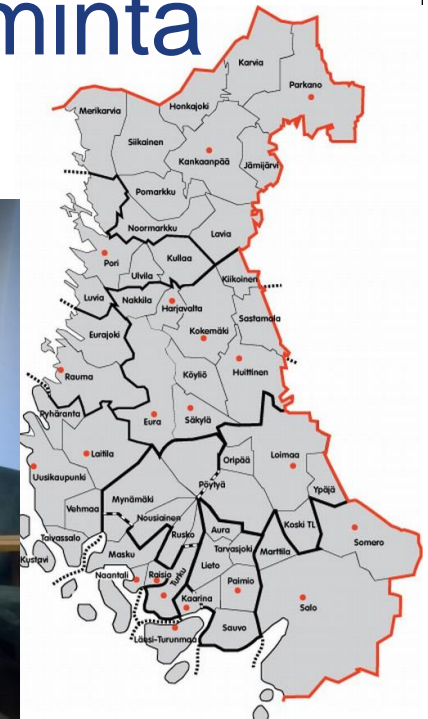 minta
Karvia
Parkano
Merikarvia
Honkajoki
Siikainen
Kankaanpää
Jämijärvi
Pomarkku
Noormarkku
Lavia
Pori
Kullaa
Ulvila
Kiikoinen
Luvia
Nakkila
Harjavalta
Sastamala
Eurajoki
Kokemäki
Rauma
Köyliö
Huittinen
Pyhäranta
Eura
Säkylä
Laitila
Oripää
Loimaa
Uusikaupunki
Pöytyä
Ypäjä
Mynämäki
Vehmaa
Nousiainen
Koski TL
Somero
Taivassalo
Rusko
Aura
Masku
Tarvasjoki
Marttila
Kustavi
Lieto
Naantali
Raisio
Turku
Paimio
Salo
Kaarina
Sauvo
Länsi-Turunmaa